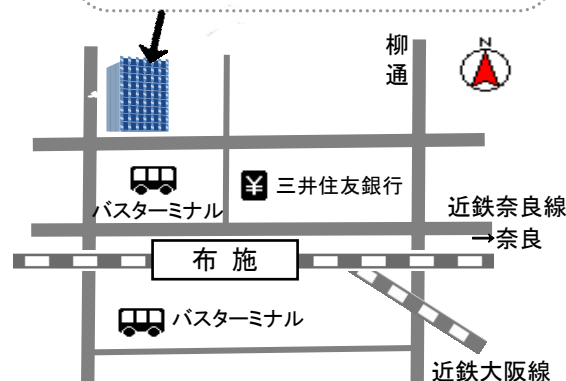 柳通
N
¥ 三井住友銀行
バスターミナル
近鉄奈良線
→奈良
布施
バスターミナル
近鉄大阪線